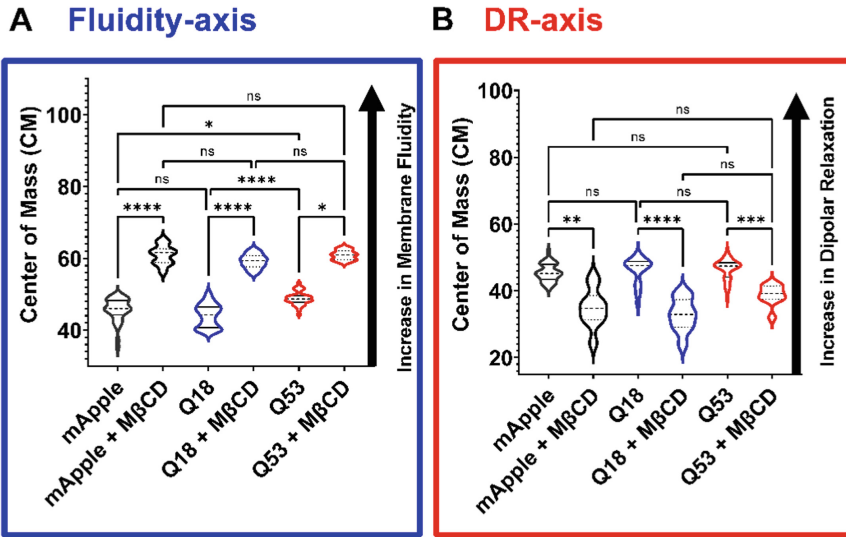 A Fluidity-axis
Center of Mass (CM)
100
80
60
40
ns
*
ns
ns
ns
****
****
****
*
mApple
mApple + MβCD
Q18
Q18 + MβCD
Q53
Q53 + MβCD
Increase in Membrane Fluidity
B DR-axis
Center of Mass (CM)
100
80
60
40
20
ns
ns
ns
ns
ns
**
****
***
mApple
mApple + MβCD
Q18
Q18 + MβCD
Q53
Q53 + MβCD
Increase in Dipolar Relaxation